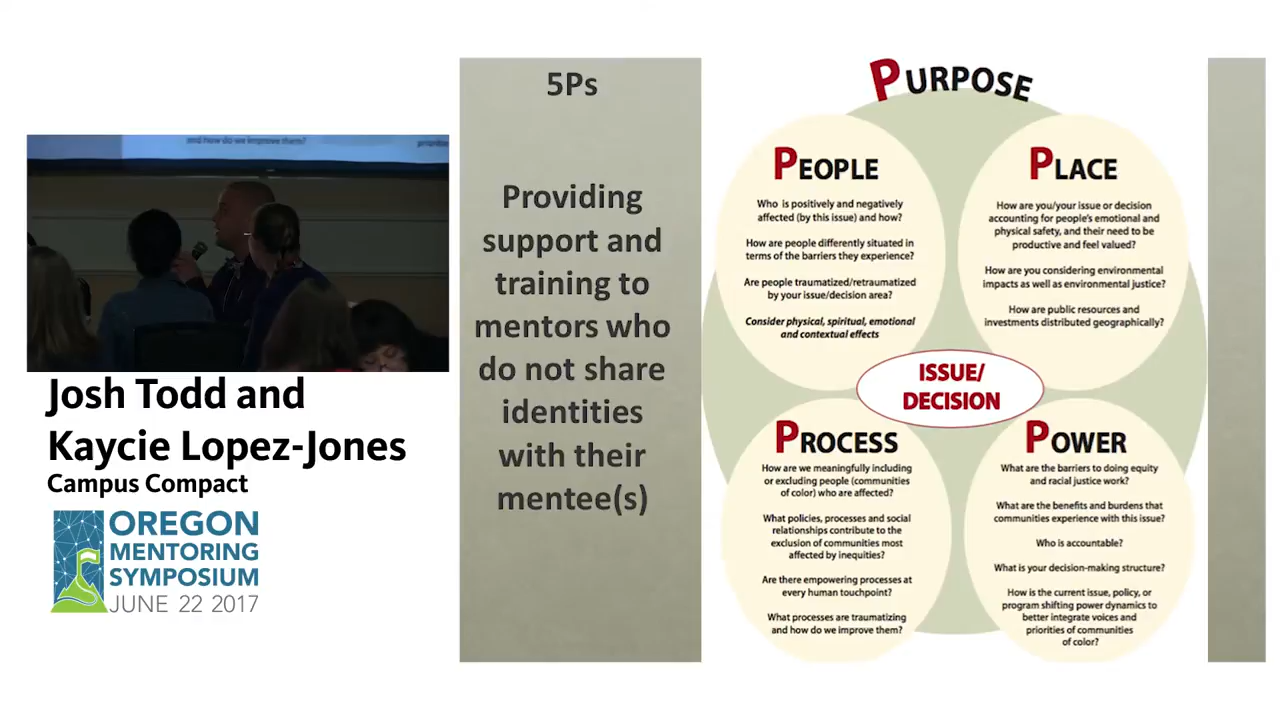 and how do we improve them?
Josh Todd and
Kaycie Lopez-Jones
Campus Compact
OREGON
MENTORING
SYMPOSIUM
JUNE 22 2017
5Ps
Providing
support and
training to
mentors who
do not share
identities
with their
mentee(s)
PURPOSE
PEOPLE
Who is positively and negatively
affected (by this issue) and how?
How are people differently situated in
terms of the barriers they experience?
Are people traumatized/retraumatized
by your issue/decision area?
Consider physical, spiritual, emotional
and contextual effects
PLACE
How are you/your issue or decision
accounting for people's emotional and
physical safety, and their need to be
productive and feel valued?
How are you considering environmental
impacts as well as environmental justice?
How are public resources and
investments distributed geographically?
ISSUE/
DECISION
PROCESS
How are we meaningfully including
or excluding people (communities
of color) who are affected?
What policies, processes and social
relationships contribute to the
exclusion of communities most
affected by inequities?
Are there empowering processes at
every human touchpoint?
What processes are traumatizing
and how do we improve them?
POWER
What are the barriers to doing equity
and racial justice work?
What are the benefits and burdens that
communities experience with this issue?
Who is accountable?
What is your decision-making structure?
How is the current issue, policy, or
program shifting power dynamics to
better integrate voices and
priorities of communities
of color?